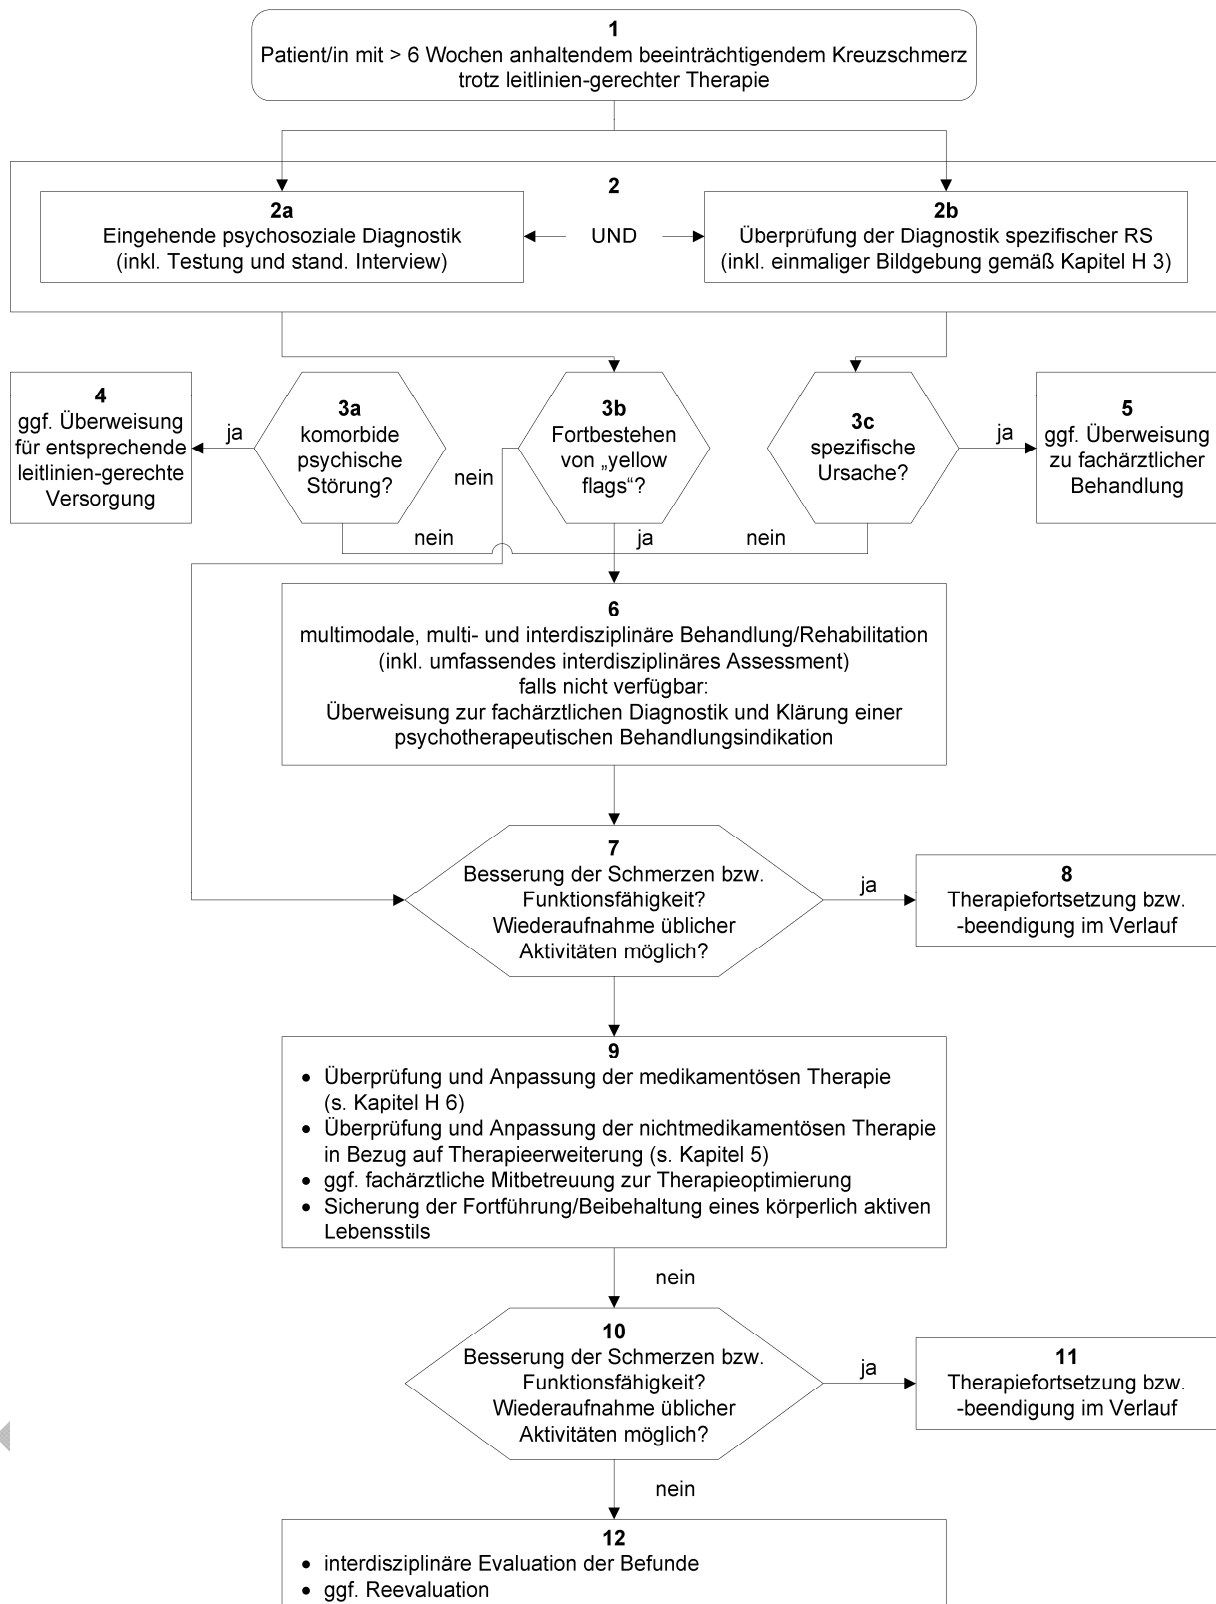 1
Patient/in mit > 6 Wochen anhaltendem beeinträchtigendem Kreuzschmerz
trotz leitlinien-gerechter Therapie
2
2a
Eingehende psychosoziale Diagnostik
(inkl. Testung und stand. Interview)
UND
2b
Überprüfung der Diagnostik spezifischer RS
(inkl. einmaliger Bildgebung gemäß Kapitel H 3)
4
ggf. Überweisung
für entsprechende
leitlinien-gerechte
Versorgung
ja
3a
komorbide
psychische
Störung?
nein
3b
Fortbestehen
von „yellow
flags“?
3c
spezifische
Ursache?
ja
5
ggf. Überweisung
zu fachärztlicher
Behandlung
nein
ja
nein
6
multimodale, multi- und interdisziplinäre Behandlung/Rehabilitation
(inkl. umfassendes interdisziplinäres Assessment)
falls nicht verfügbar:
Überweisung zur fachärztlichen Diagnostik und Klärung einer
psychotherapeutischen Behandlungsindikation
7
Besserung der Schmerzen bzw.
Funktionsfähigkeit?
Wiederaufnahme üblicher
Aktivitäten möglich?
ja
8
Therapiefortsetzung bzw.
-beendigung im Verlauf
9
• Überprüfung und Anpassung der medikamentösen Therapie
(s. Kapitel H 6)
• Überprüfung und Anpassung der nichtmedikamentösen Therapie
in Bezug auf Therapieerweiterung (s. Kapitel 5)
• ggf. fachärztliche Mitbetreuung zur Therapieoptimierung
• Sicherung der Fortführung/Beibehaltung eines körperlich aktiven
Lebensstils
nein
10
Besserung der Schmerzen bzw.
Funktionsfähigkeit?
Wiederaufnahme üblicher
Aktivitäten möglich?
ja
11
Therapiefortsetzung bzw.
-beendigung im Verlauf
nein
12
• interdisziplinäre Evaluation der Befunde
• ggf. Reevaluation